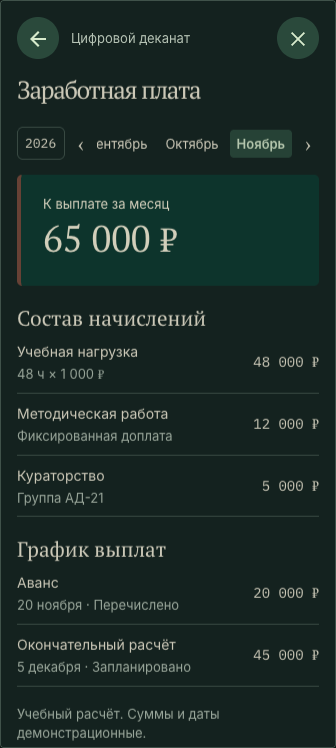 Цифровой деканат
Заработная плата
2026 ‹ ентябрь Октябрь Ноябрь ›
К выплате за месяц
65 000 ₽
Состав начислений
Учебная нагрузка
48 ч × 1 000 ₽
48 000 ₽
Методическая работа
Фиксированная доплата
12 000 ₽
Кураторство
Группа АД-21
5 000 ₽
График выплат
Аванс
20 ноября · Перечислено
20 000 ₽
Окончательный расчёт
5 декабря · Запланировано
45 000 ₽
Учебный расчёт. Суммы и даты
демонстрационные.